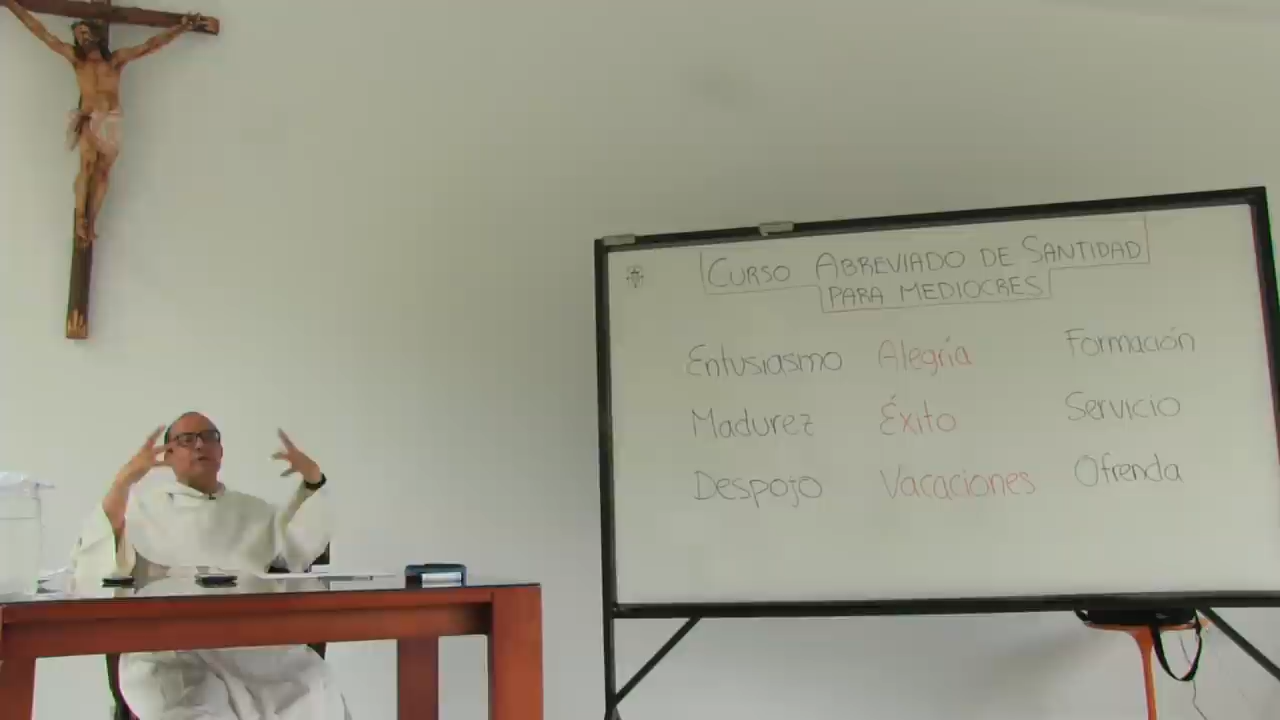 CURSO ABREVIADO DE SANTIDAD
PARA MEDIOCRES
Entusiasmo Alegría Formación
Madurez Éxito Servicio
Despojo Vacaciones Ofrenda